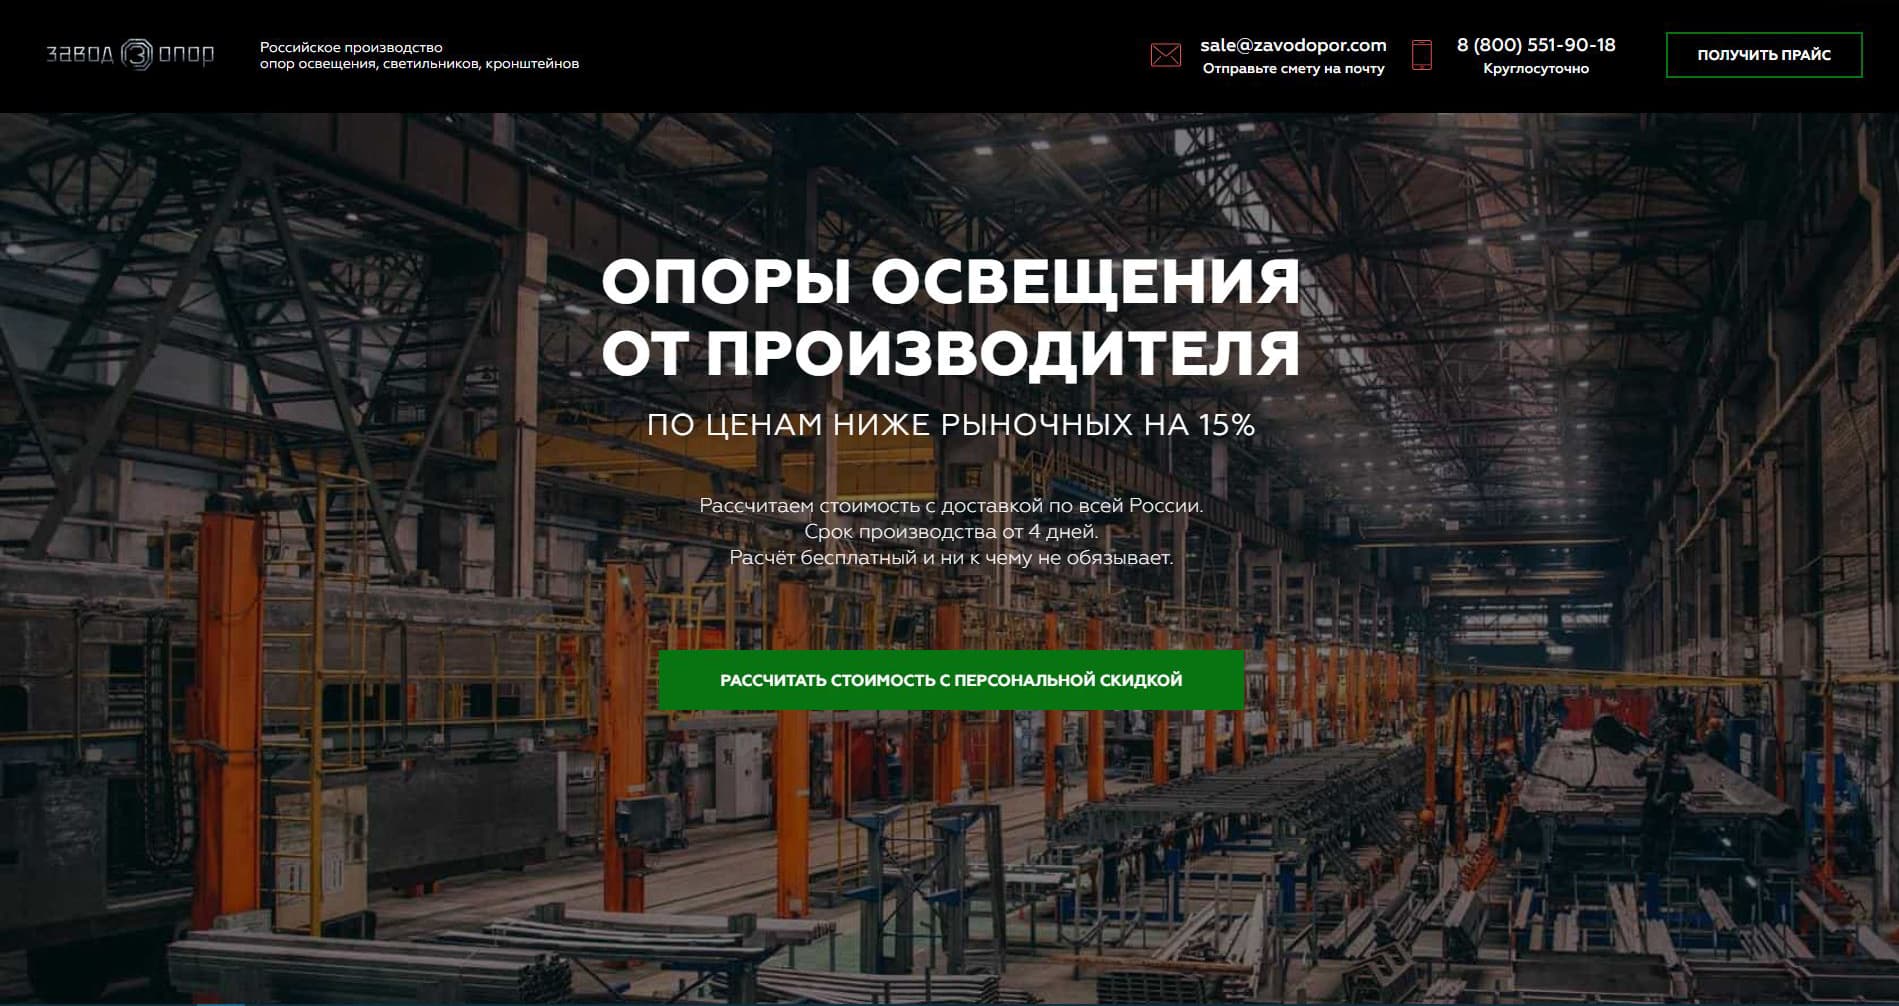 ЗАВОД З ОПОР
Российское производство
опор освещения, светильников, кронштейнов
sale@zavodopor.com
Отправьте смету на почту
8 (800) 551-90-18
Круглосуточно
ПОЛУЧИТЬ ПРАЙС
ОПОРЫ ОСВЕЩЕНИЯ
ОТ ПРОИЗВОДИТЕЛЯ
ПО ЦЕНАМ НИЖЕ РЫНОЧНЫХ НА 15%
Рассчитаем стоимость с доставкой по всей России.
Срок производства от 4 дней.
Расчёт бесплатный и ни к чему не обязывает.
РАССЧИТАТЬ СТОИМОСТЬ С ПЕРСОНАЛЬНОЙ СКИДКОЙ